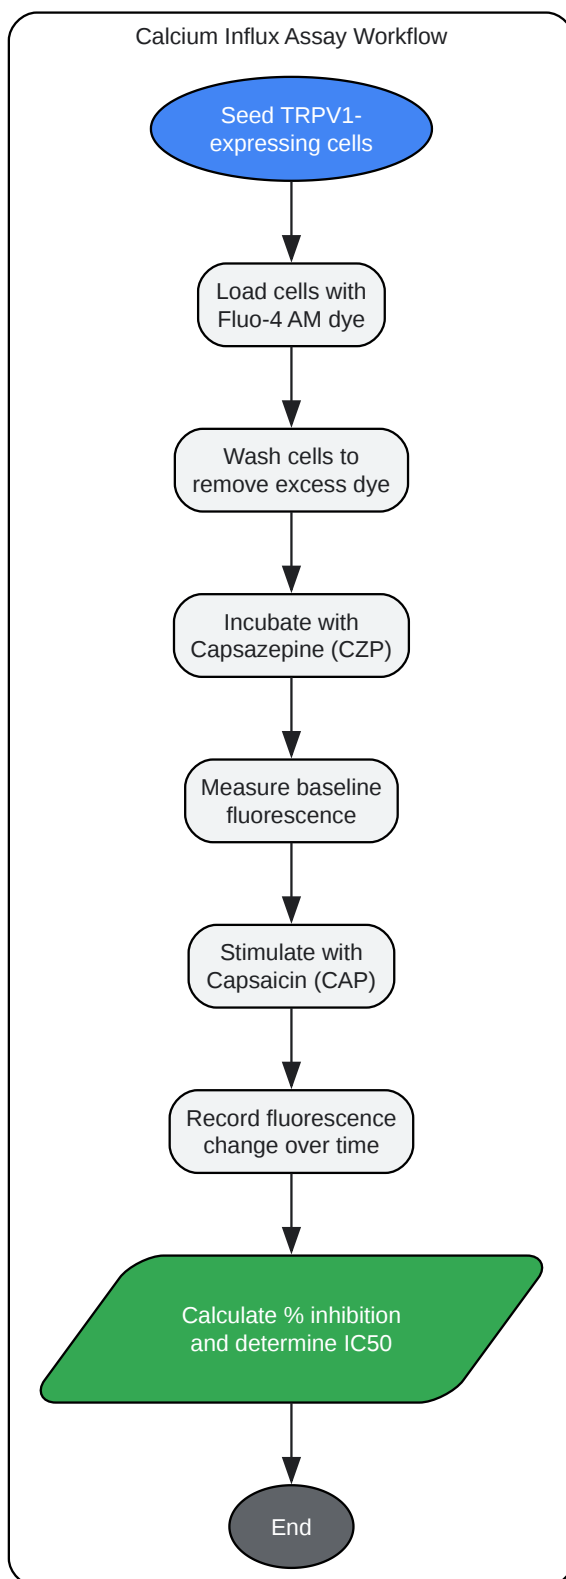 Calcium Influx Assay Workflow
Seed TRPV1-
expressing cells
Load cells with
Fluo-4 AM dye
Wash cells to
remove excess dye
Incubate with
Capsazepine (CZP)
Measure baseline
fluorescence
Stimulate with
Capsaicin (CAP)
Record fluorescence
change over time
Calculate % inhibition
and determine IC50
End